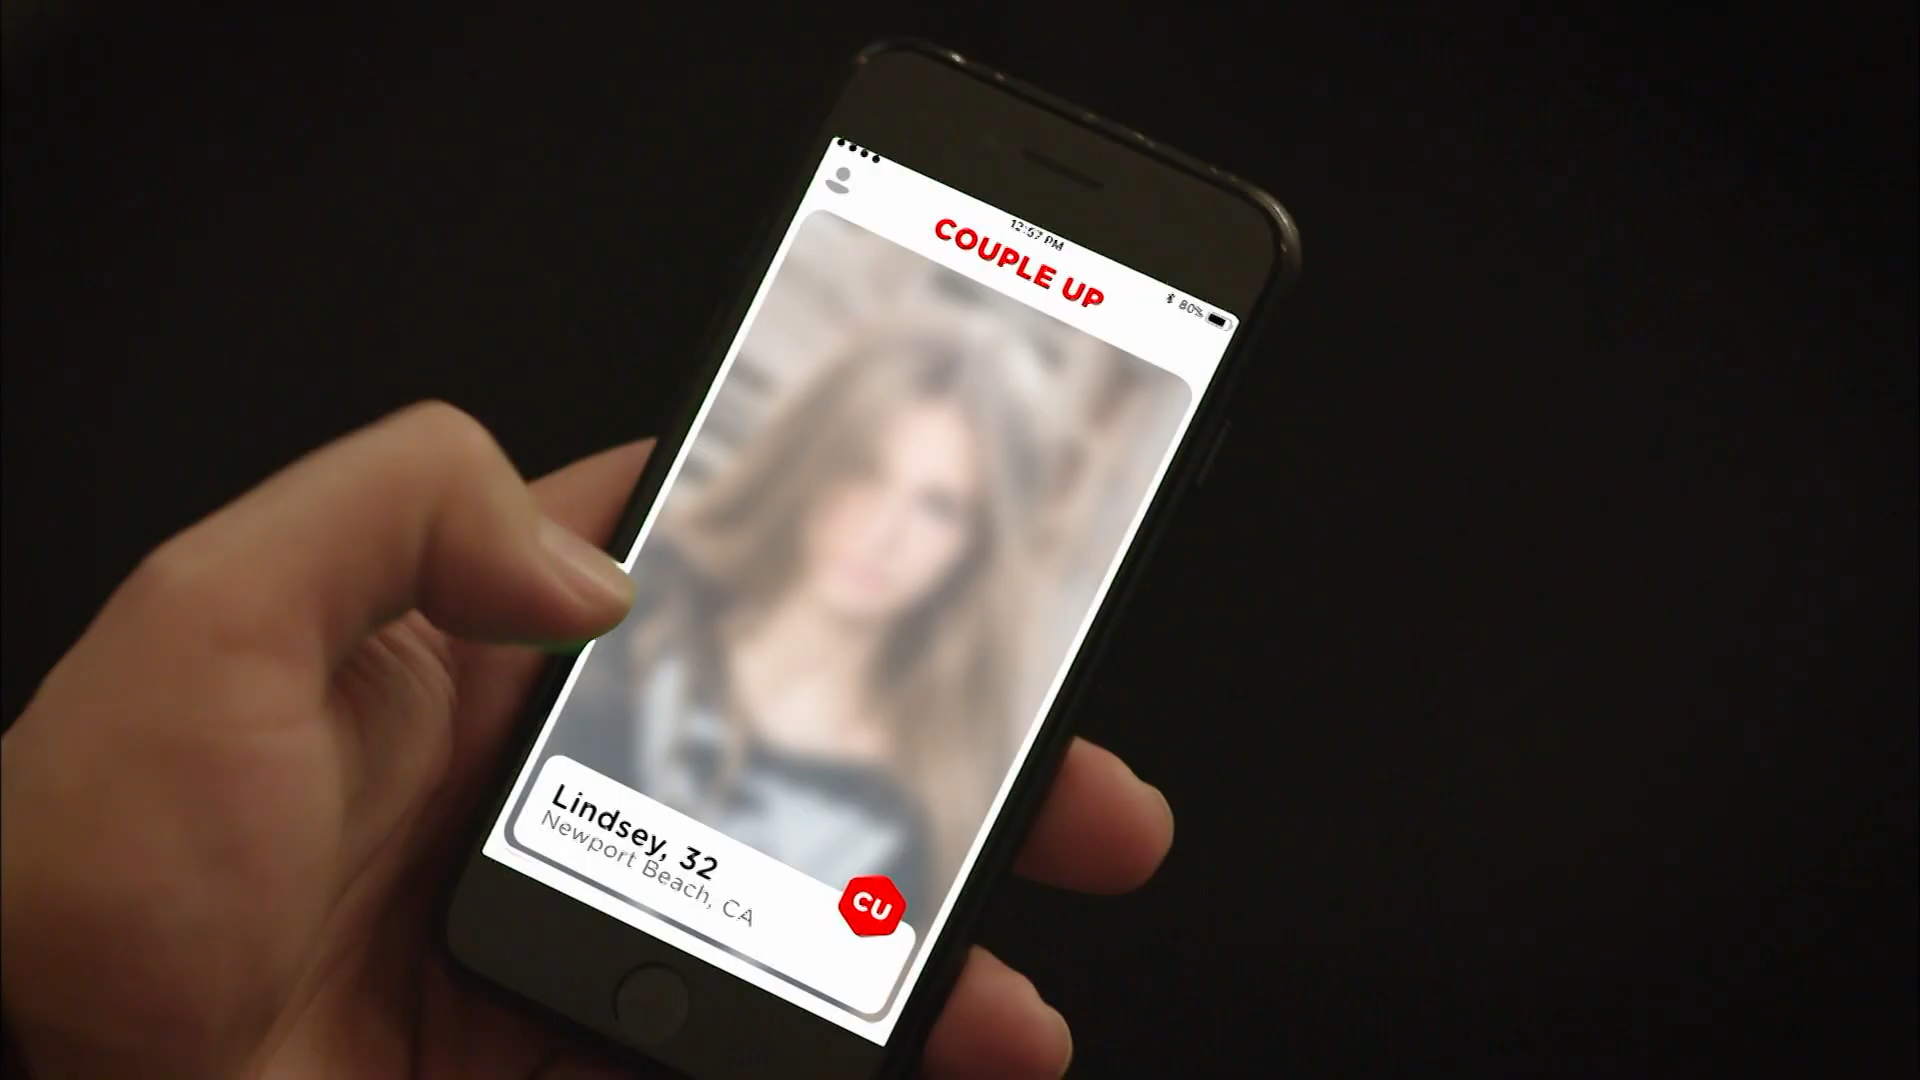 12:57 PM
80%
COUPLE UP
Lindsey, 32
Newport Beach, CA
CU